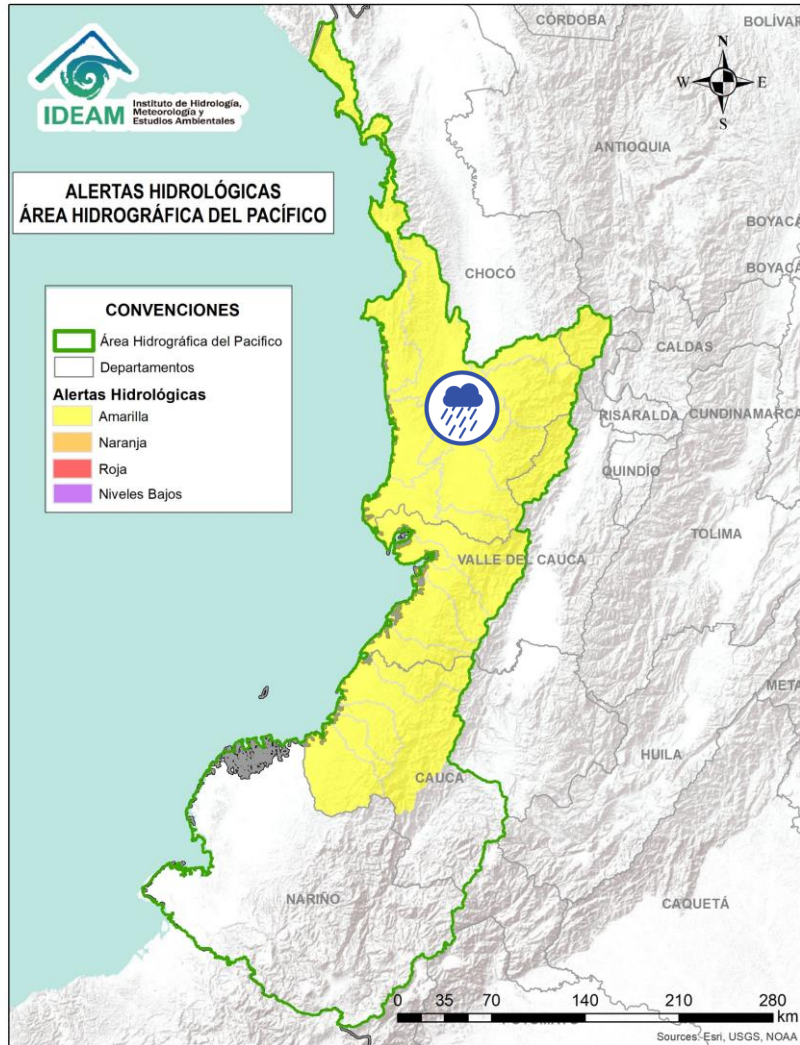 IDEAM
Instituto de Hidrología,
Meteorología y
Estudios Ambientales
ALERTAS HIDROLÓGICAS
ÁREA HIDROGRÁFICA DEL PACÍFICO
CONVENCIONES
Área Hidrográfica del Pacifico
Departamentos
Alertas Hidrológicas
Amarilla
Naranja
Roja
Niveles Bajos
N
W E
S
CÓRDOBA
BOLÍVAR
ANTIOQUIA
BOYACÁ
BOYACÁ
CHOCÓ
CALDAS
RISARALDA
CUNDINAMARCA
QUINDÍO
TOLIMA
VALLE DEL CAUCA
META
HUILA
CAUCA
NARIÑO
CAQUETÁ
0 35 70 140 210 280
km
Sources: Esri, USGS, NOAA